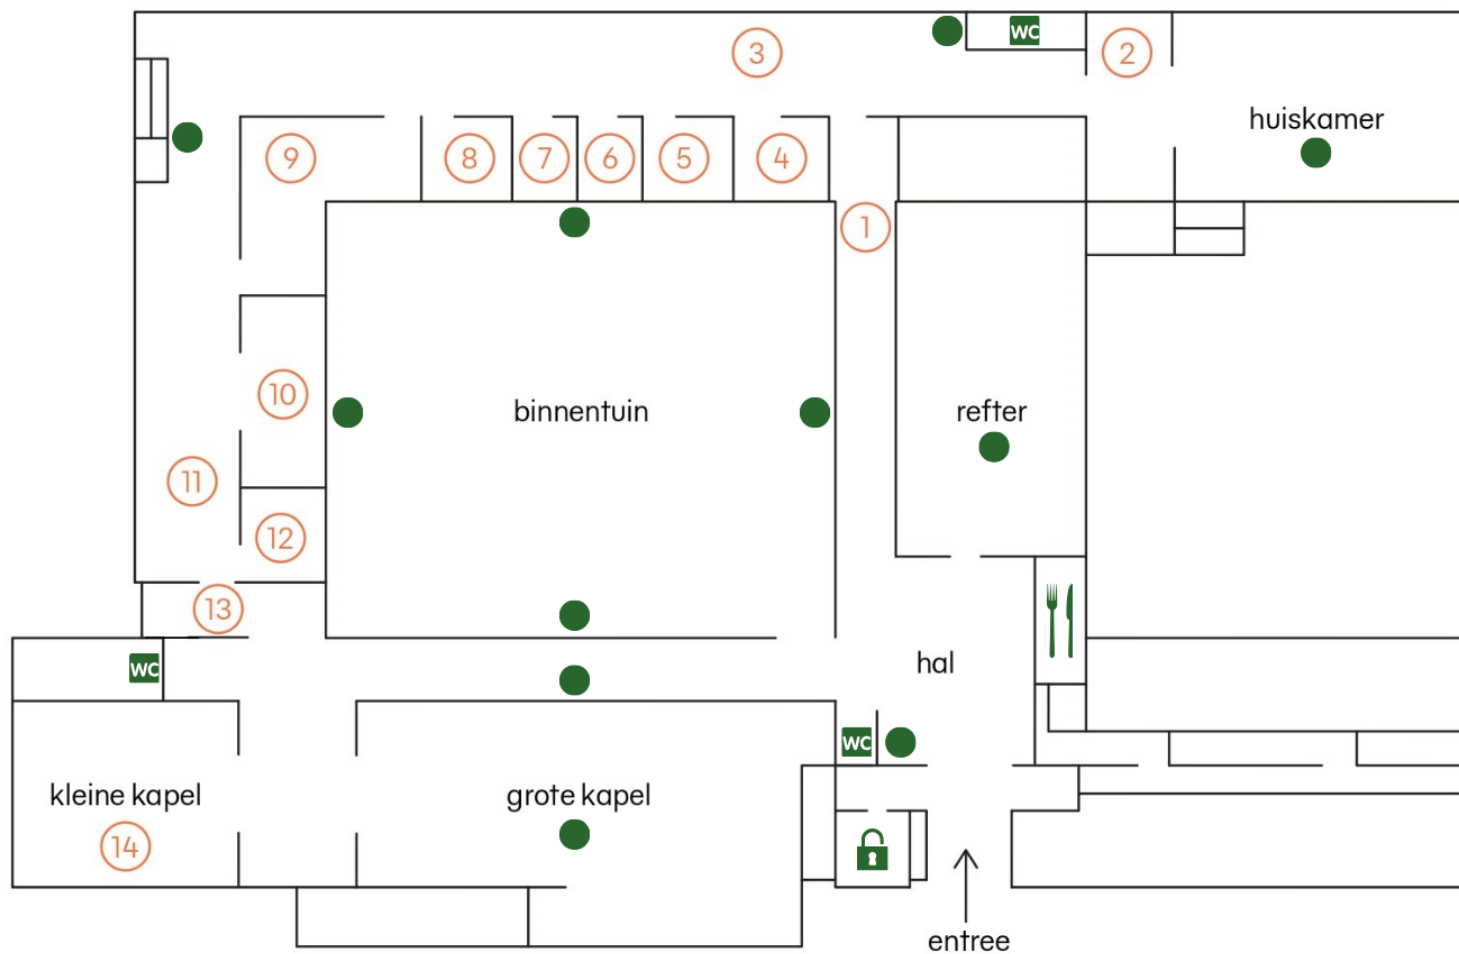 3
WC
2
huiskamer
9
8
7
6
5
4
1
10
binnentuin
refter
11
12
13
WC
hal
WC
kleine kapel
grote kapel
14
entree